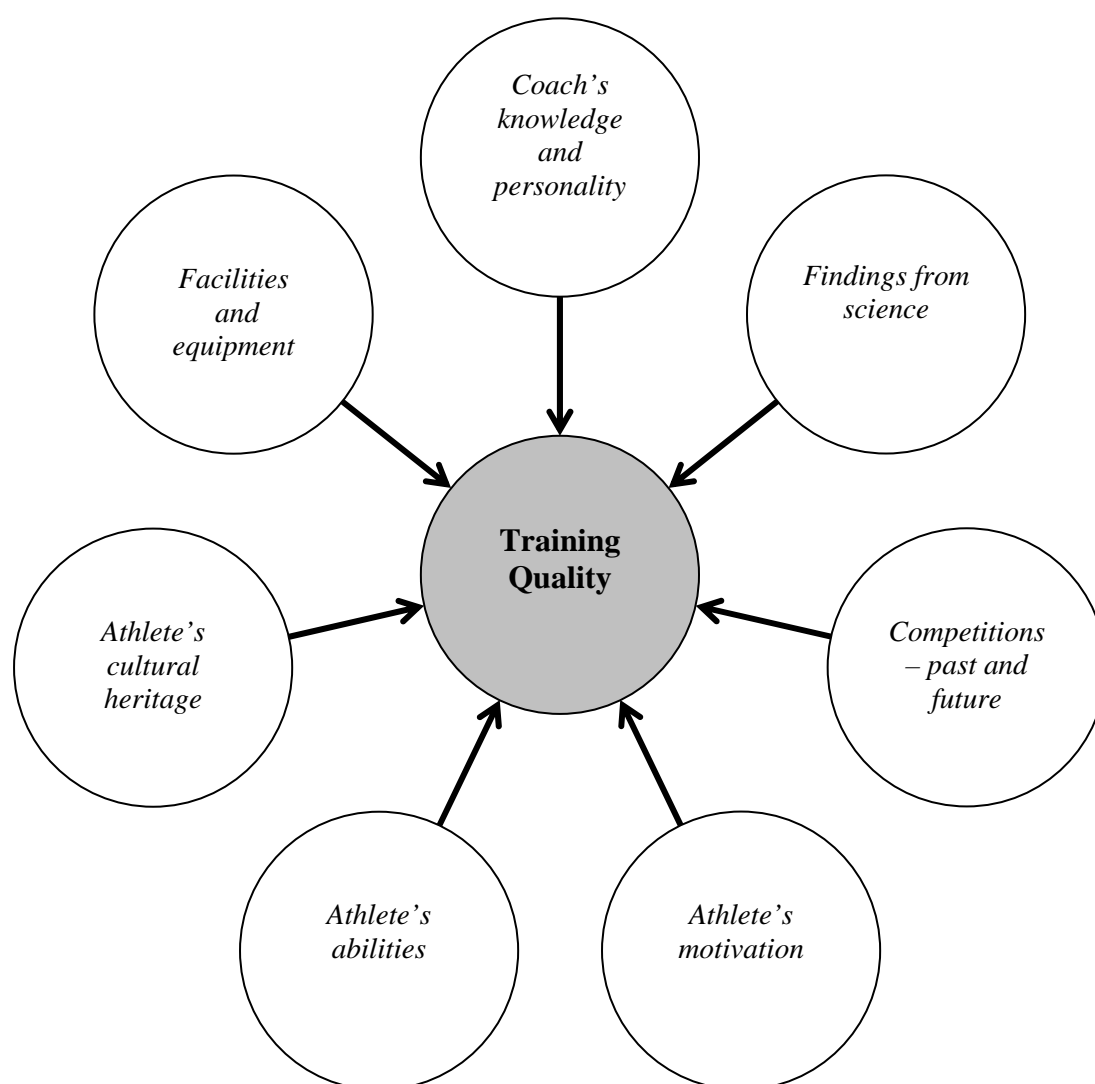 Coach’s
knowledge
and
personality
Findings from
science
Competitions
– past and
future
Athlete’s
motivation
Athlete’s
abilities
Athlete’s
cultural
heritage
Facilities
and
equipment
Training
Quality